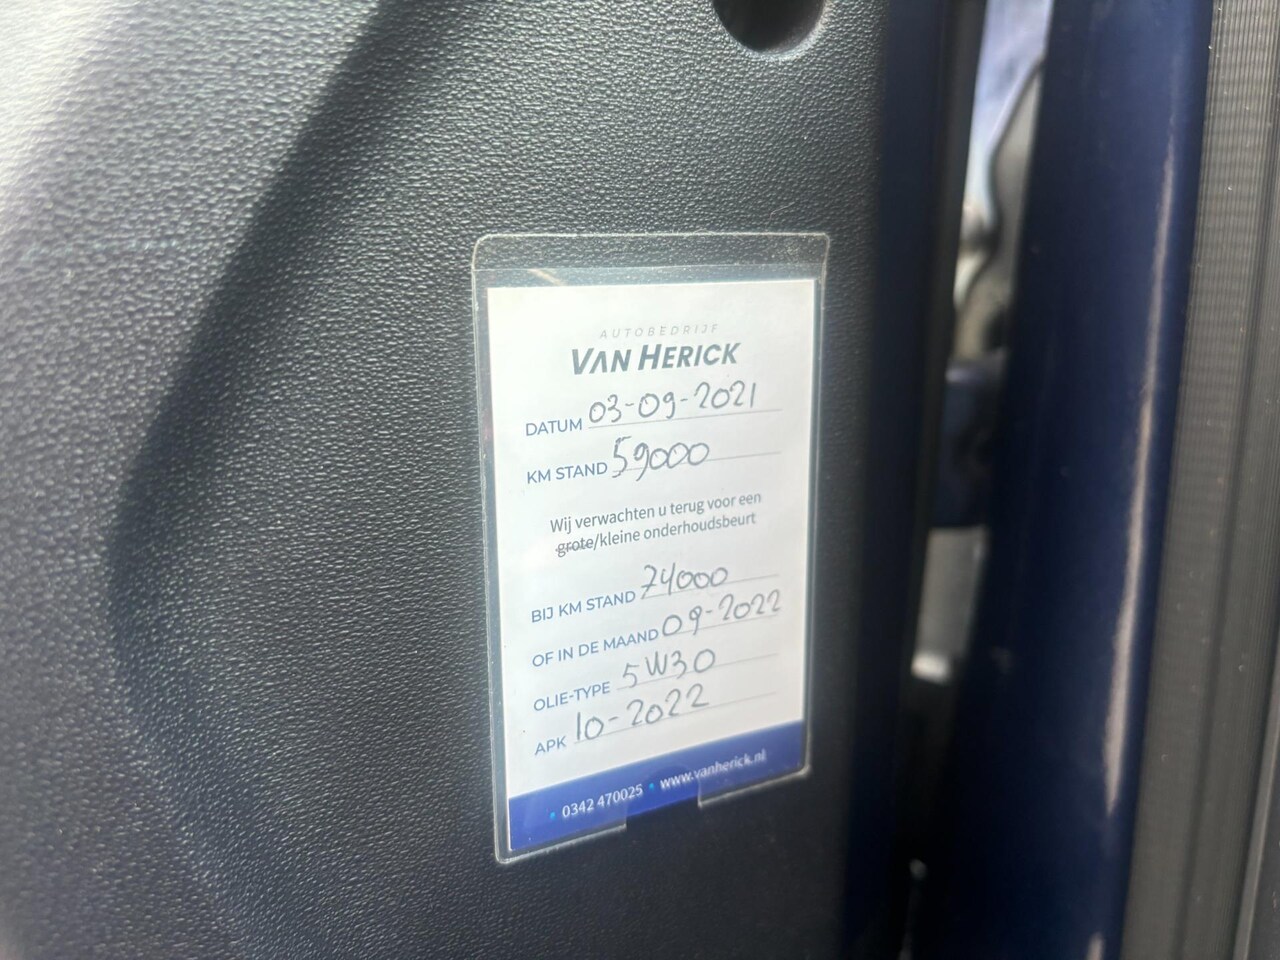 AUTOBEDRIJF
VAN HERICK
DATUM 03-09-2021
KM STAND 59000
Wij verwachten u terug voor een
grote/kleine onderhoudsbeurt
BIJ KM STAND 74000
OF IN DE MAAND 09-2022
OLIE-TYPE 5W30
APK 10-2022
• 0342 470025 • www.vanherick.nl